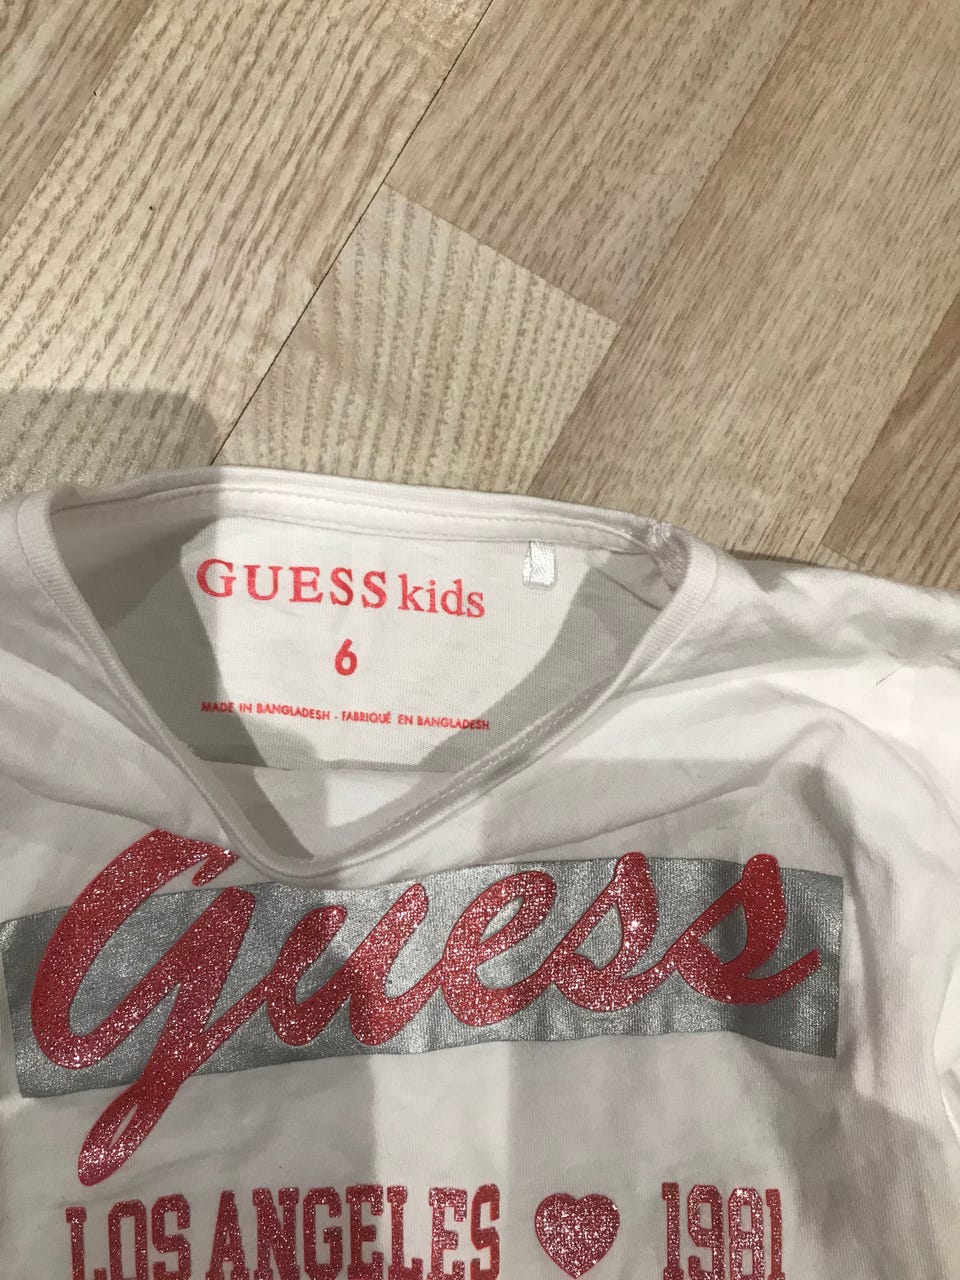 GUESS kids
6
MADE IN BANGLADESH - FABRIQUÉ EN BANGLADESH
Guess
LOS ANGELES ♥ 1981